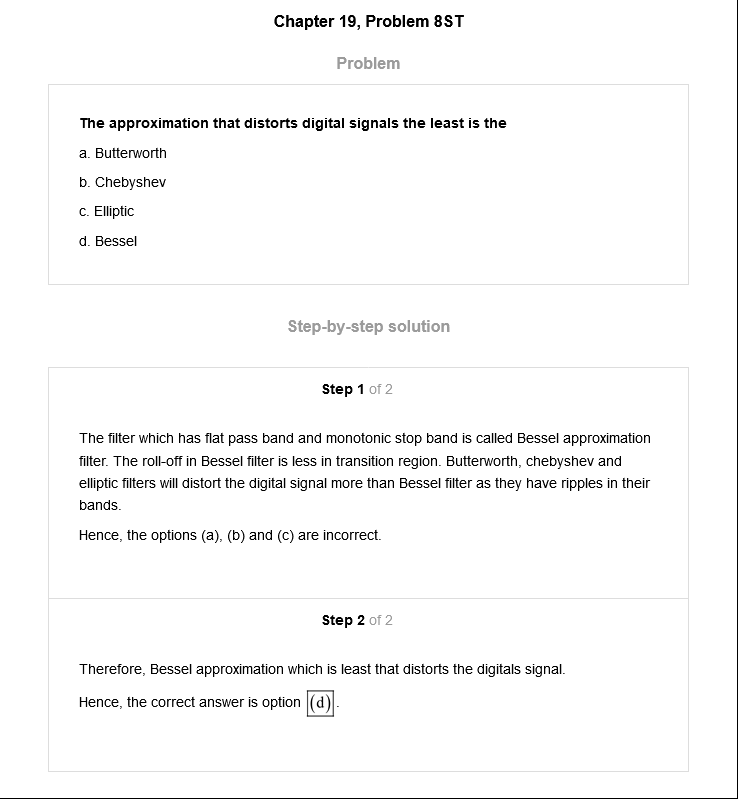 Chapter 19, Problem 8ST
Problem
The approximation that distorts digital signals the least is the
a. Butterworth
b. Chebyshev
c. Elliptic
d. Bessel
Step-by-step solution
Step 1 of 2
The filter which has flat pass band and monotonic stop band is called Bessel approximation
filter. The roll-off in Bessel filter is less in transition region. Butterworth, chebyshev and
elliptic filters will distort the digital signal more than Bessel filter as they have ripples in their
bands.
Hence, the options (a), (b) and (c) are incorrect.
Step 2 of 2
Therefore, Bessel approximation which is least that distorts the digitals signal.
Hence, the correct answer is option (d).